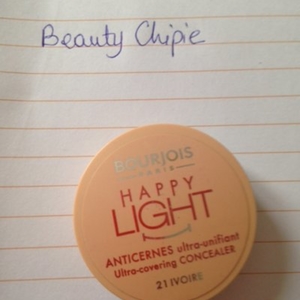 Beauty Chipie
BOURJOIS
PARIS
HAPPY
LIGHT
ANTICERNES ultra-unifiant
Ultra-covering CONCEALER
21 IVOIRE